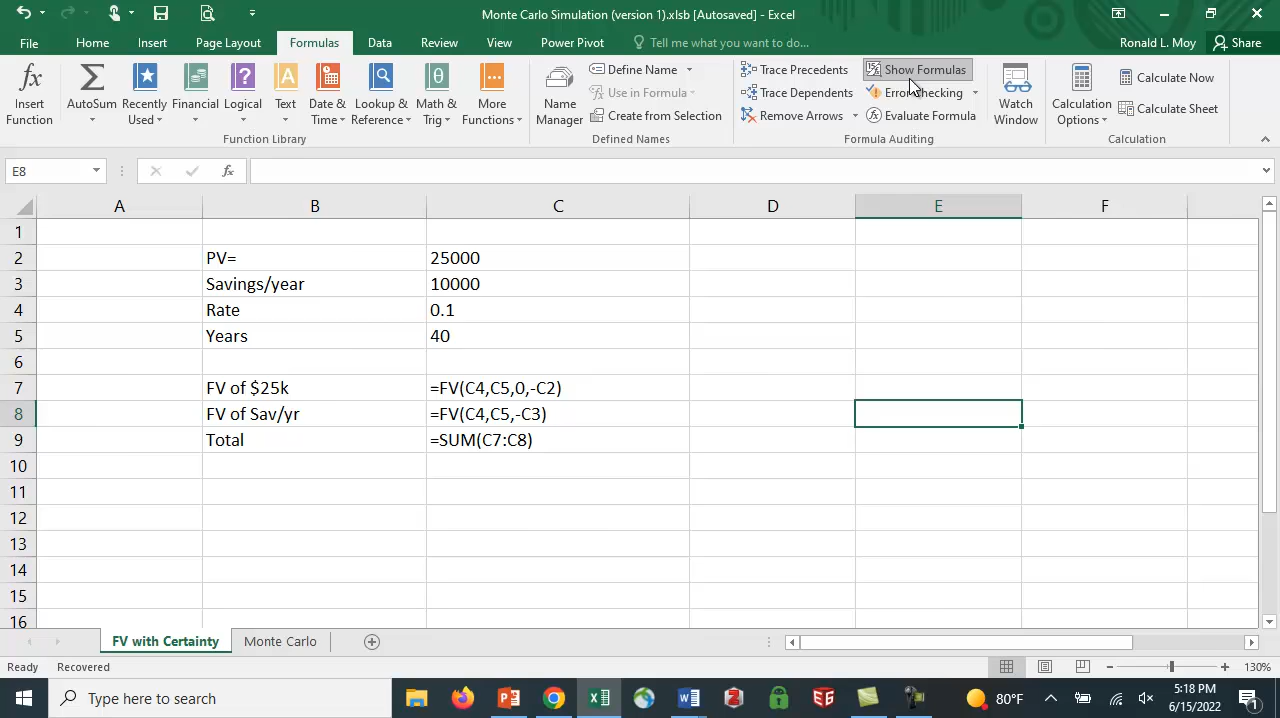 Monte Carlo Simulation (version 1).xlsb [Autosaved] - Excel
File Home Insert Page Layout Formulas Data Review View Power Pivot Tell me what you want to do... Ronald L. Moy Share
Insert Function
AutoSum
Recently Used
Financial
Logical
Text
Date & Time
Lookup & Reference
Math & Trig
More Functions
Function Library
Name Manager
Define Name
Use in Formula
Create from Selection
Defined Names
Trace Precedents
Trace Dependents
Remove Arrows
Show Formulas
Error Checking
Evaluate Formula
Formula Auditing
Watch Window
Calculation Options
Calculate Now
Calculate Sheet
Calculation
E8 fx
A B C D E F
1
2 PV= 25000
3 Savings/year 10000
4 Rate 0.1
5 Years 40
6
7 FV of $25k =FV(C4,C5,0,-C2)
8 FV of Sav/yr =FV(C4,C5,-C3)
9 Total =SUM(C7:C8)
10
11
12
13
14
15
16
FV with Certainty Monte Carlo
Ready Recovered 130%
Type here to search
80°F
5:18 PM
6/15/2022
1